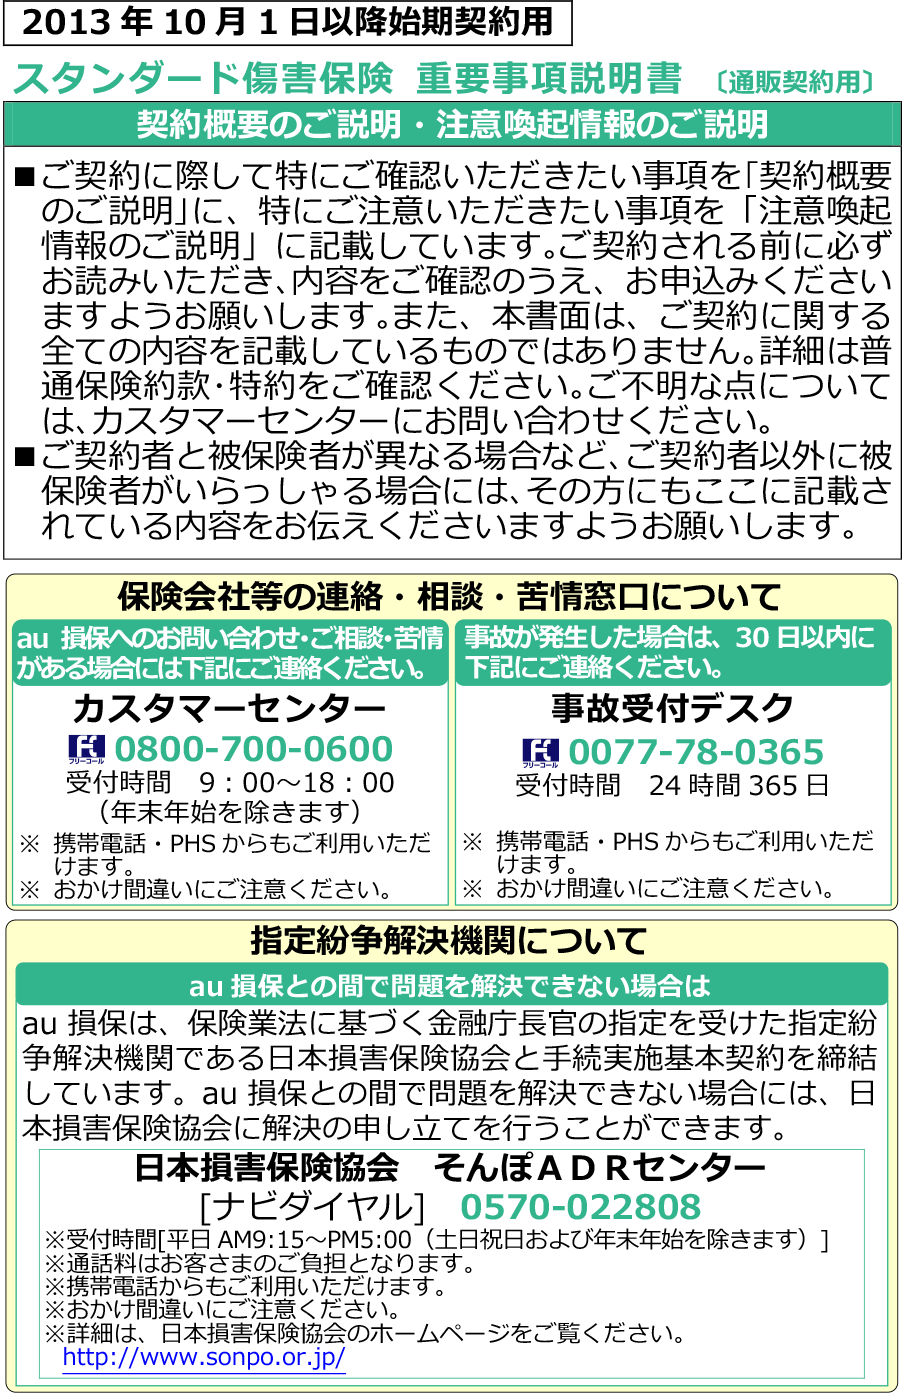 2013 年 10 月 1 日以降始期契約用
スタンダード傷害保険 重要事項説明書 〔通販契約用〕
契約概要のご説明・注意喚起情報のご説明
■ご契約に際して特にご確認いただきたい事項を「契約概要
のご説明」に、特にご注意いただきたい事項を「注意喚起
情報のご説明」に記載しています。ご契約される前に必ず
お読みいただき、内容をご確認のうえ、お申込みください
ますようお願いします。また、本書面は、ご契約に関する
全ての内容を記載しているものではありません。詳細は普
通保険約款・特約をご確認ください。ご不明な点について
は、カスタマーセンターにお問い合わせください。
■ご契約者と被保険者が異なる場合など、ご契約者以外に被
保険者がいらっしゃる場合には、その方にもここに記載さ
れている内容をお伝えくださいますようお願いします。
保険会社等の連絡・相談・苦情窓口について
au 損保へのお問い合わせ・ご相談・苦情
がある場合には下記にご連絡ください。
カスタマーセンター
フリーコール 0800-700-0600
受付時間 9：00～18：00
（年末年始を除きます）
※ 携帯電話・PHS からもご利用いただ
けます。
※ おかけ間違いにご注意ください。
事故が発生した場合は、30 日以内に
下記にご連絡ください。
事故受付デスク
フリーコール 0077-78-0365
受付時間 24 時間 365 日
※ 携帯電話・PHS からもご利用いただ
けます。
※ おかけ間違いにご注意ください。
指定紛争解決機関について
au 損保との間で問題を解決できない場合は
au 損保は、保険業法に基づく金融庁長官の指定を受けた指定紛
争解決機関である日本損害保険協会と手続実施基本契約を締結
しています。au 損保との間で問題を解決できない場合には、日
本損害保険協会に解決の申し立てを行うことができます。
日本損害保険協会 そんぽＡＤＲセンター
[ナビダイヤル] 0570-022808
※受付時間[平日 AM9:15～PM5:00（土日祝日および年末年始を除きます）]
※通話料はお客さまのご負担となります。
※携帯電話からもご利用いただけます。
※おかけ間違いにご注意ください。
※詳細は、日本損害保険協会のホームページをご覧ください。
http://www.sonpo.or.jp/